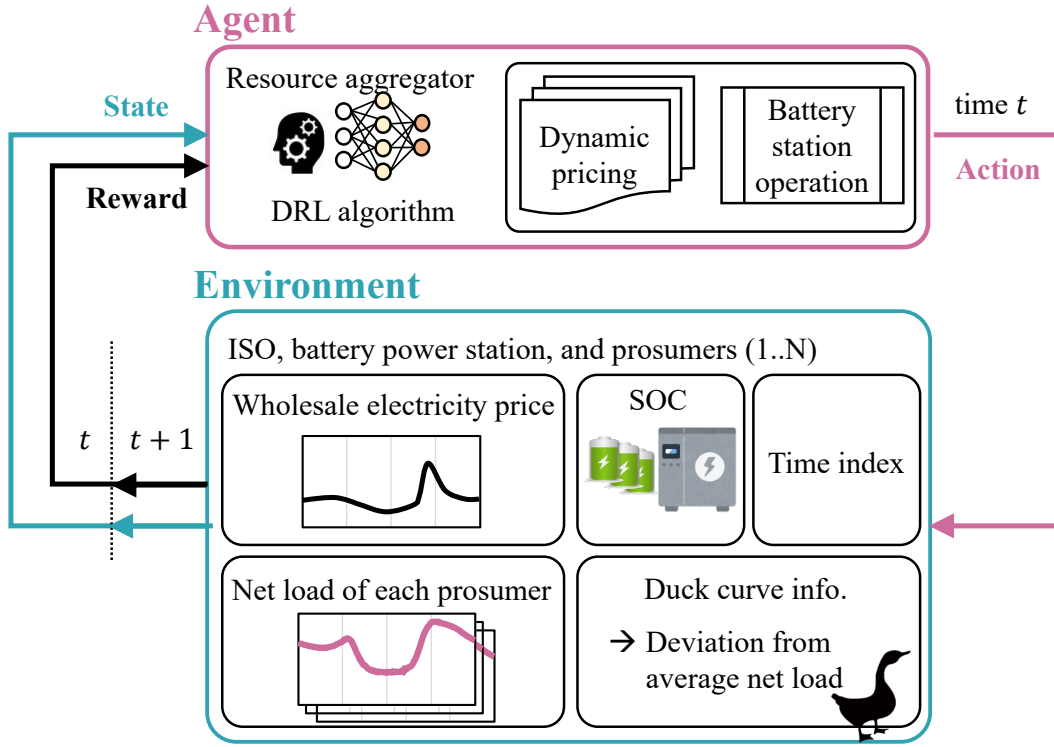 Agent
Resource aggregator
DRL algorithm
Dynamic
pricing
Battery
station
operation
State
Reward
time t
Action
Environment
ISO, battery power station, and prosumers (1..N)
Wholesale electricity price
SOC
Time index
t
t + 1
Net load of each prosumer
Duck curve info.
→ Deviation from
average net load